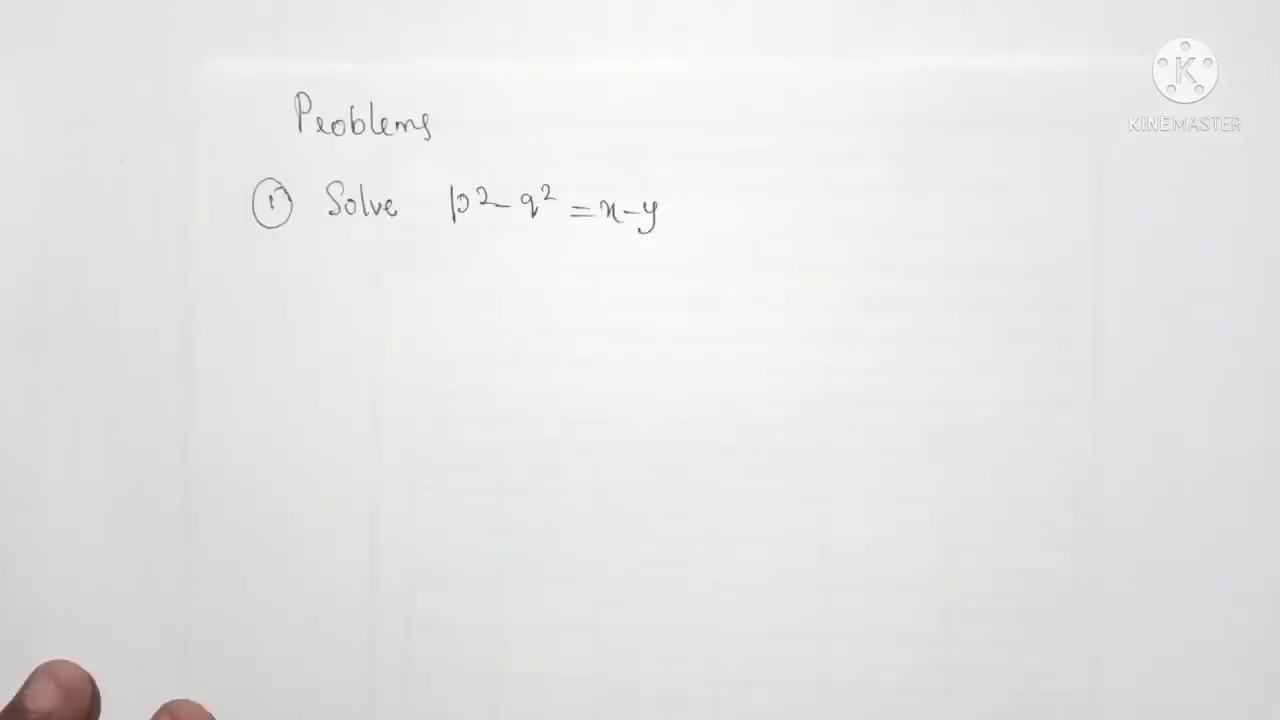 Problems
① Solve p² - q² = x - y
K
KINEMASTER